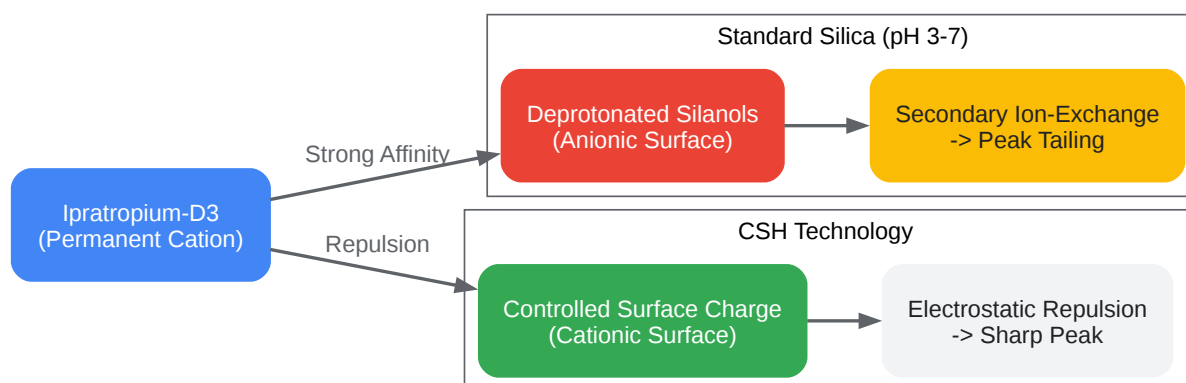 Standard Silica (pH 3-7)
Deprotonated Silanols
(Anionic Surface)
Secondary Ion-Exchange
-> Peak Tailing
Strong Affinity
Ipratropium-D3
(Permanent Cation)
Repulsion
CSH Technology
Controlled Surface Charge
(Cationic Surface)
Electrostatic Repulsion
-> Sharp Peak